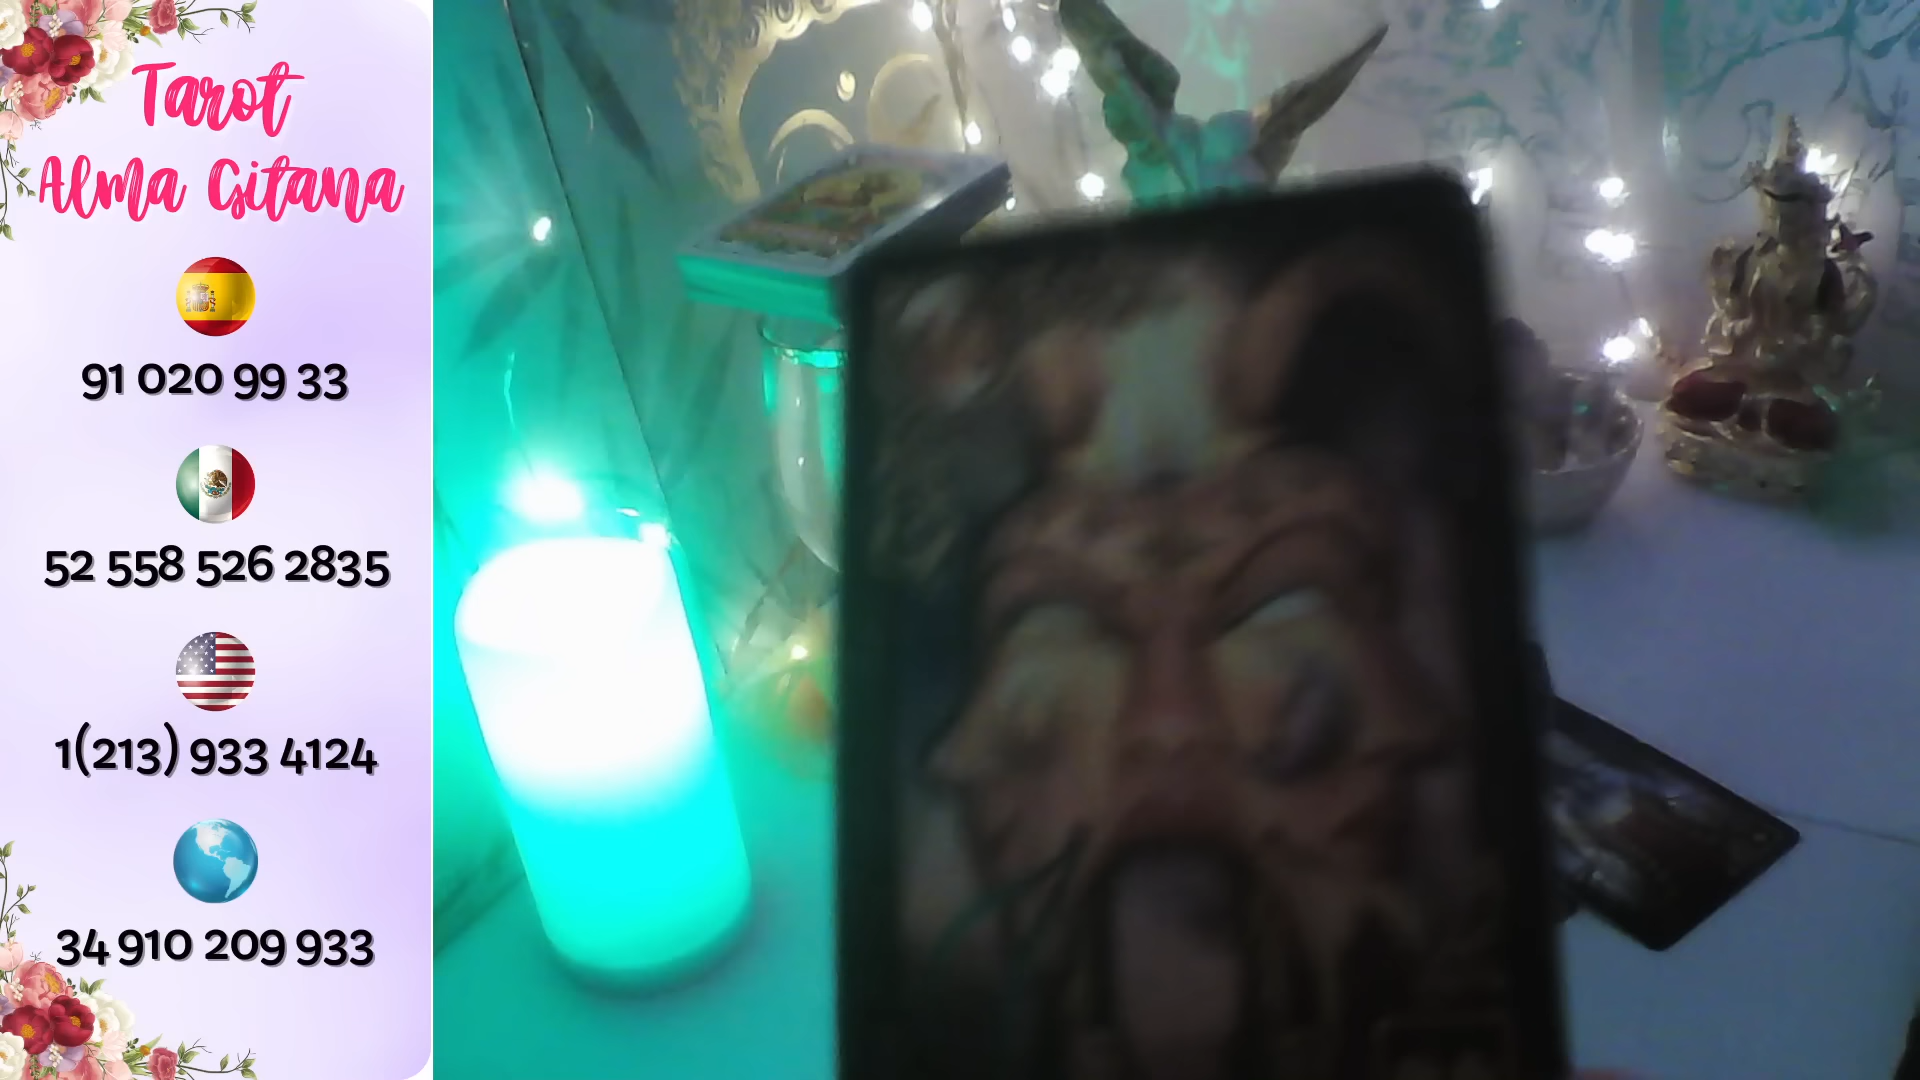 Tarot
Alma Gitana
91 020 99 33
52 558 526 2835
1(213) 933 4124
34 910 209 933